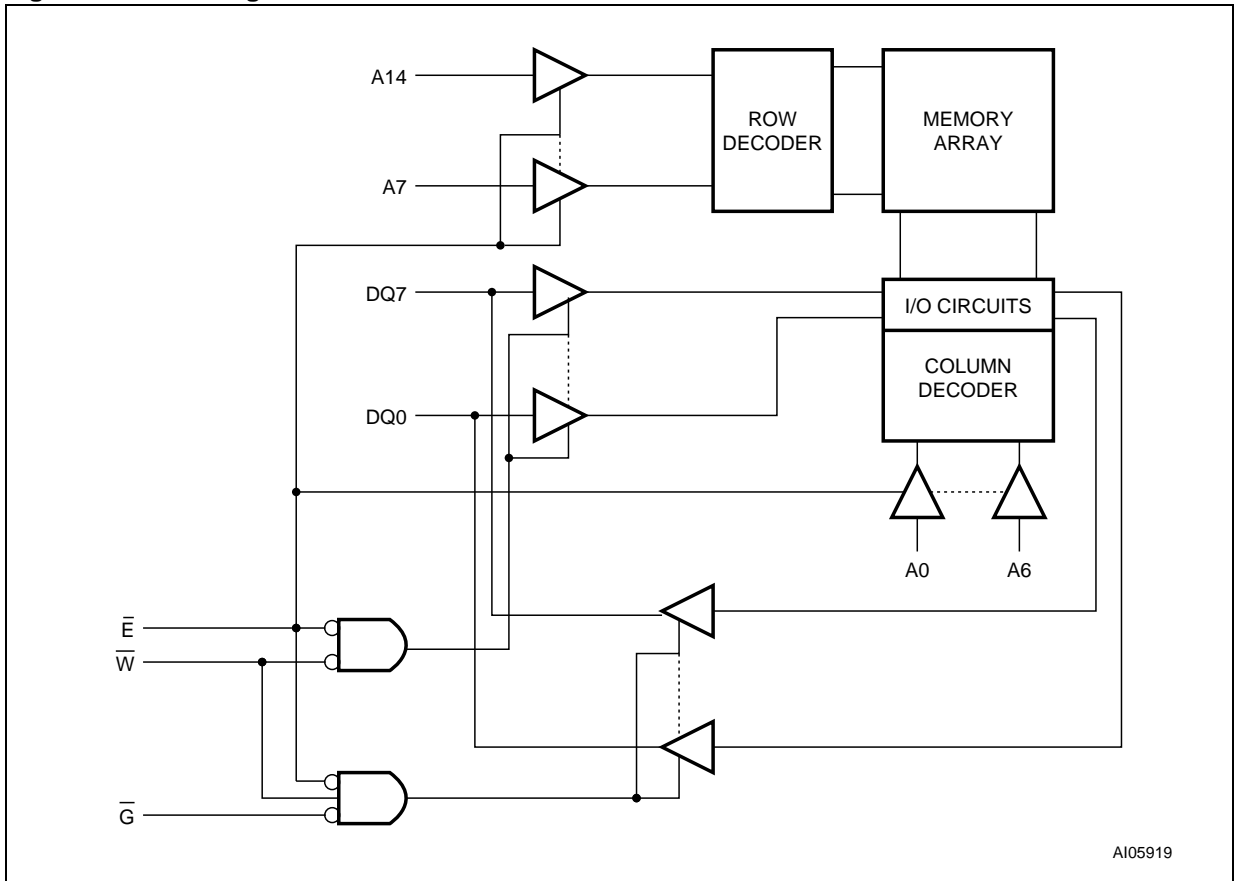 A14
ROW
DECODER
MEMORY
ARRAY
A7
DQ7
I/O CIRCUITS
COLUMN
DECODER
DQ0
A0
A6
E̅
W̅
G̅
AI05919